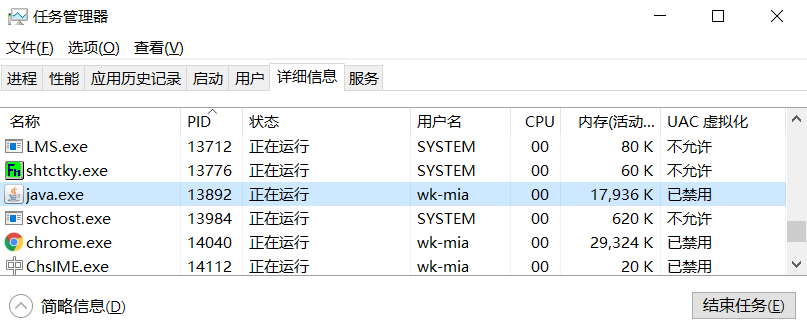 任务管理器
文件(F) 选项(O) 查看(V)
进程 性能 应用历史记录 启动 用户 详细信息 服务
名称 PID 状态 用户名 CPU 内存(活动... UAC 虚拟化
LMS.exe 13712 正在运行 SYSTEM 00 80 K 不允许
shtctky.exe 13776 正在运行 SYSTEM 00 60 K 不允许
java.exe 13892 正在运行 wk-mia 00 17,936 K 已禁用
svchost.exe 13984 正在运行 SYSTEM 00 620 K 不允许
chrome.exe 14040 正在运行 wk-mia 00 29,324 K 已禁用
ChsIME.exe 14112 正在运行 wk-mia 00 20 K 已禁用
简略信息(D) 结束任务(E)